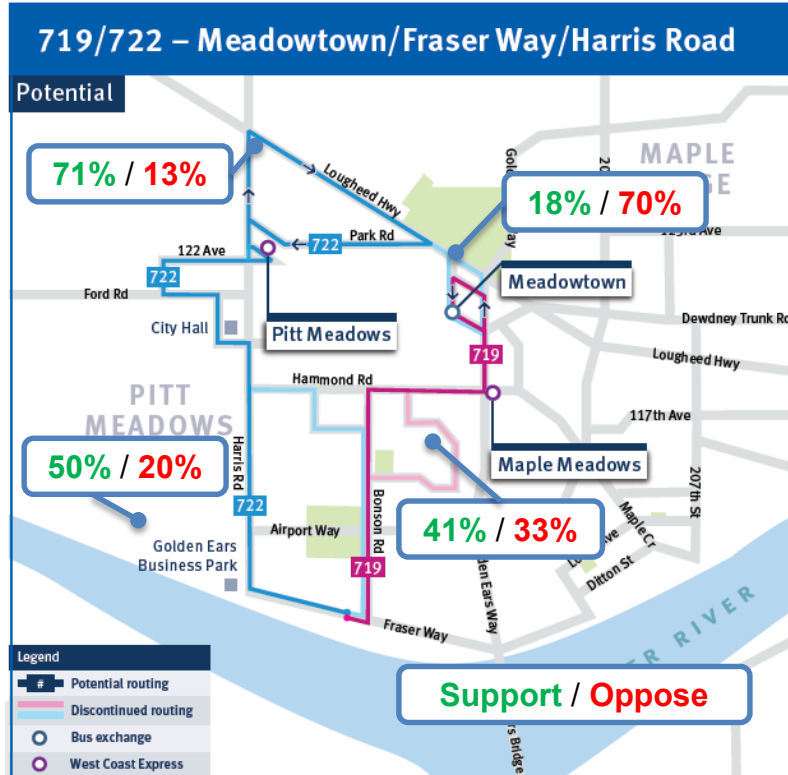 719/722 – Meadowtown/Fraser Way/Harris Road
Potential
71% / 13%
Lougheed Hwy
MAPLE
18% / 70%
Park Rd
722
122 Ave
722
Ford Rd
Meadowtown
City Hall
Pitt Meadows
Dewdney Trunk Rd
719
Lougheed Hwy
Hammond Rd
PITT
MEADOWS
117th Ave
Maple Meadows
50% / 20%
Harris Rd
722
Bonson Rd
207th St
Maple Cr
41% / 33%
Airport Way
Ditton St
Golden Ears
Business Park
719
Fraser Way
RIVER
Support / Oppose
Legend
# Potential routing
Discontinued routing
Bus exchange
West Coast Express